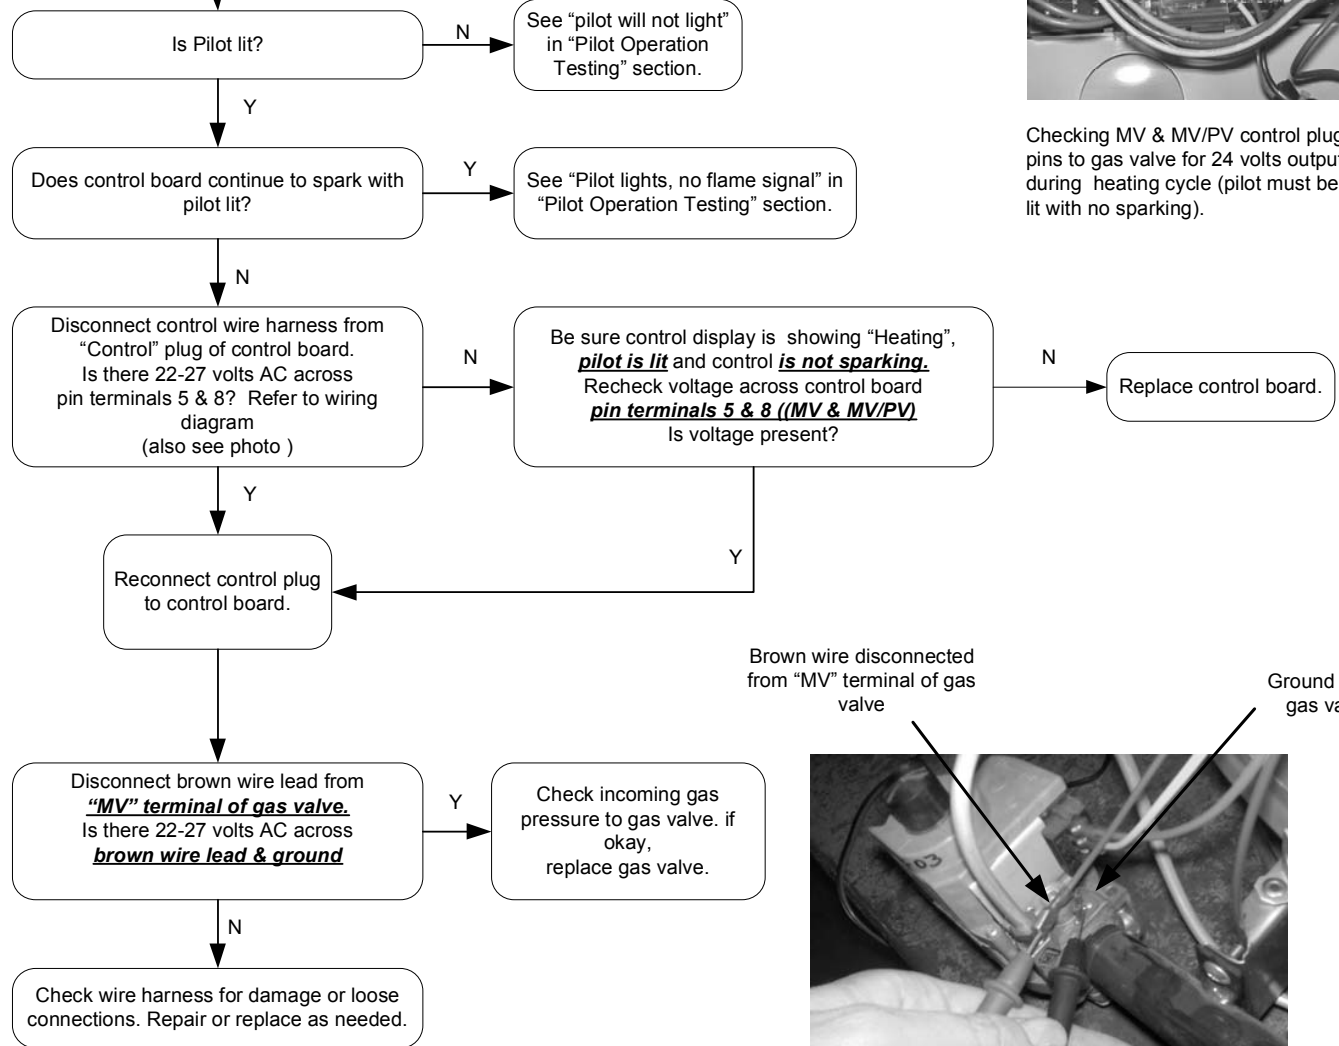 Is Pilot lit?
N
See “pilot will not light”
in “Pilot Operation
Testing” section.
Y
Checking MV & MV/PV control plug
pins to gas valve for 24 volts output
during heating cycle (pilot must be
lit with no sparking).
Does control board continue to spark with
pilot lit?
Y
See “Pilot lights, no flame signal” in
“Pilot Operation Testing” section.
N
Disconnect control wire harness from
“Control” plug of control board.
Is there 22-27 volts AC across
pin terminals 5 & 8? Refer to wiring
diagram
(also see photo )
N
Be sure control display is showing “Heating”,
pilot is lit and control is not sparking.
Recheck voltage across control board
pin terminals 5 & 8 ((MV & MV/PV)
Is voltage present?
N
Replace control board.
Y
Y
Reconnect control plug
to control board.
Brown wire disconnected
from “MV” terminal of gas
valve
Ground
gas va
Disconnect brown wire lead from
“MV” terminal of gas valve.
Is there 22-27 volts AC across
brown wire lead & ground
Y
Check incoming gas
pressure to gas valve. if
okay,
replace gas valve.
03
N
Check wire harness for damage or loose
connections. Repair or replace as needed.